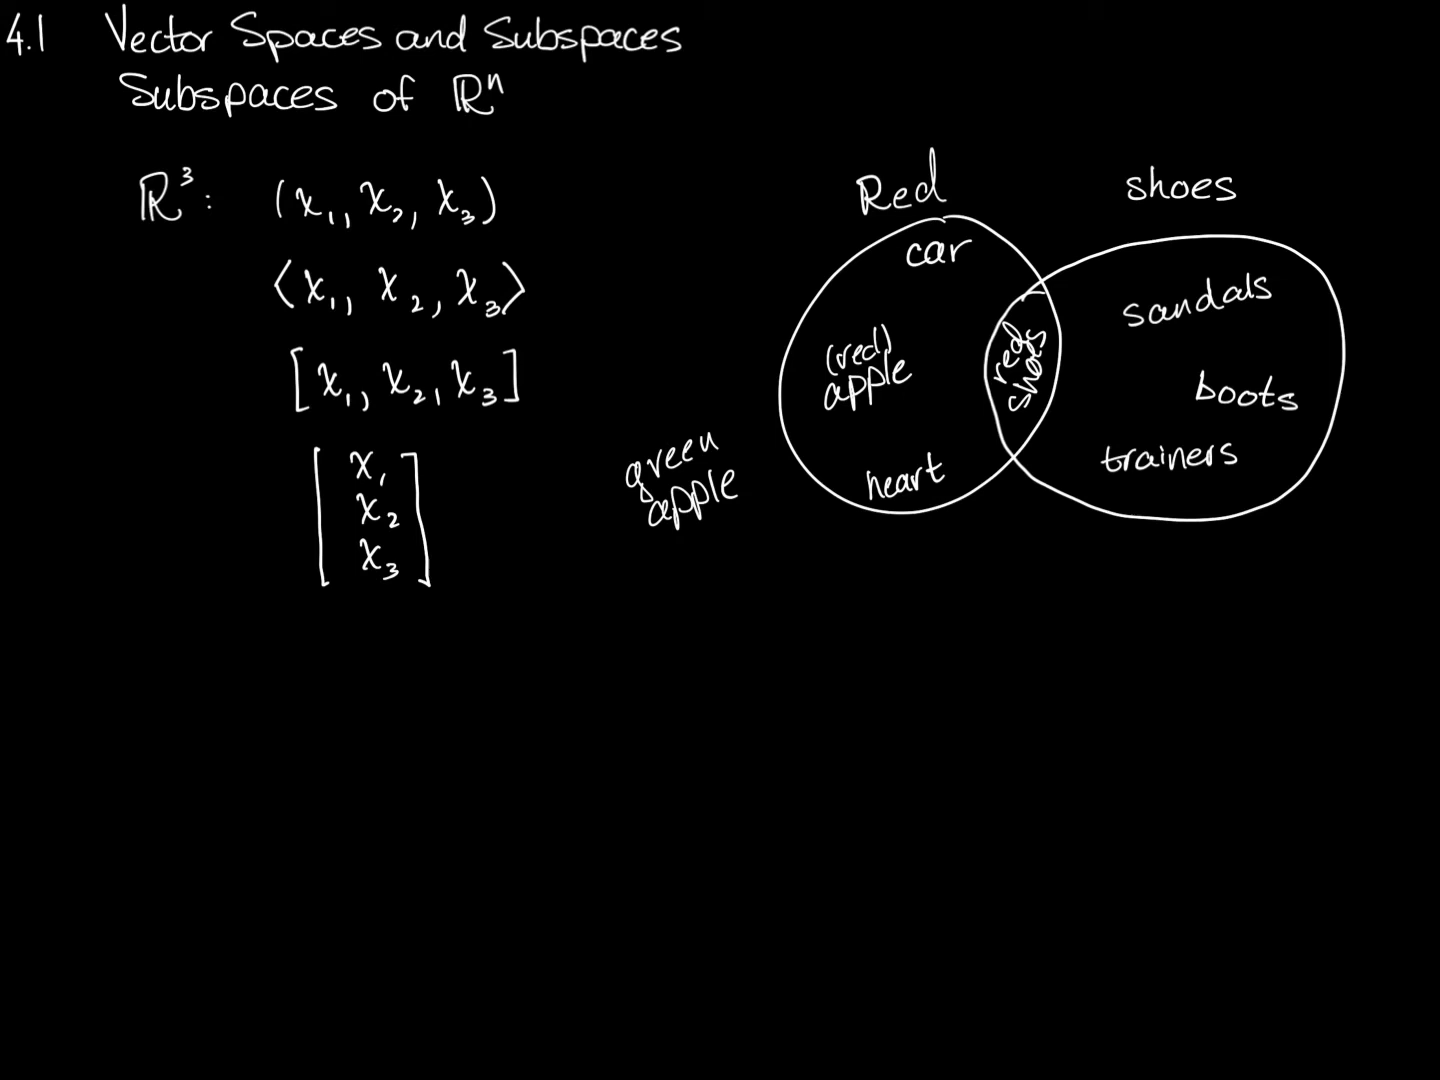 4.1 Vector Spaces and Subspaces
Subspaces of ℝⁿ
ℝ³: (x₁, x₂, x₃)
⟨x₁, x₂, x₃⟩
[x₁, x₂, x₃]
[x₁
x₂
x₃]
Red
car
(red)
apple
heart
green
apple
red
shoes
shoes
sandals
boots
trainers